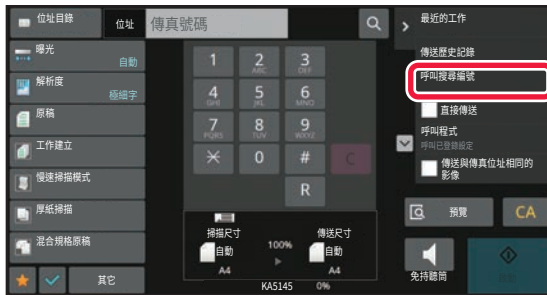 位址目錄
位址
傳真號碼
最近的工作
曝光
自動
傳送歷史記錄
解析度
極細字
呼叫搜尋編號
原稿
直接傳送
工作建立
呼叫程式
呼叫已登錄設定
慢速掃描模式
傳送與傳真位址相同的
影像
厚紙掃描
混合規格原稿
其它
1
2
ABC
3
DEF
4
GHI
5
JKL
6
MNO
7
PQRS
8
TUV
9
WXYZ
0
#
C
R
掃描尺寸
傳送尺寸
自動
100%
自動
A4
A4
KA5145
0%
預覽
CA
免持聽筒